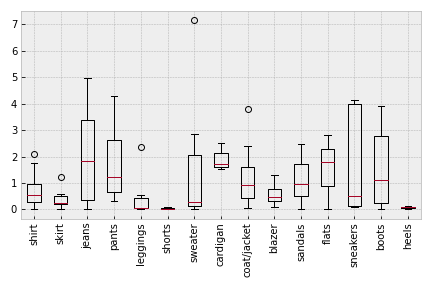 7
6
5
4
3
2
1
0
shirt
skirt
jeans
pants
leggings
shorts
sweater
cardigan
coat/jacket
blazer
sandals
flats
sneakers
boots
heels